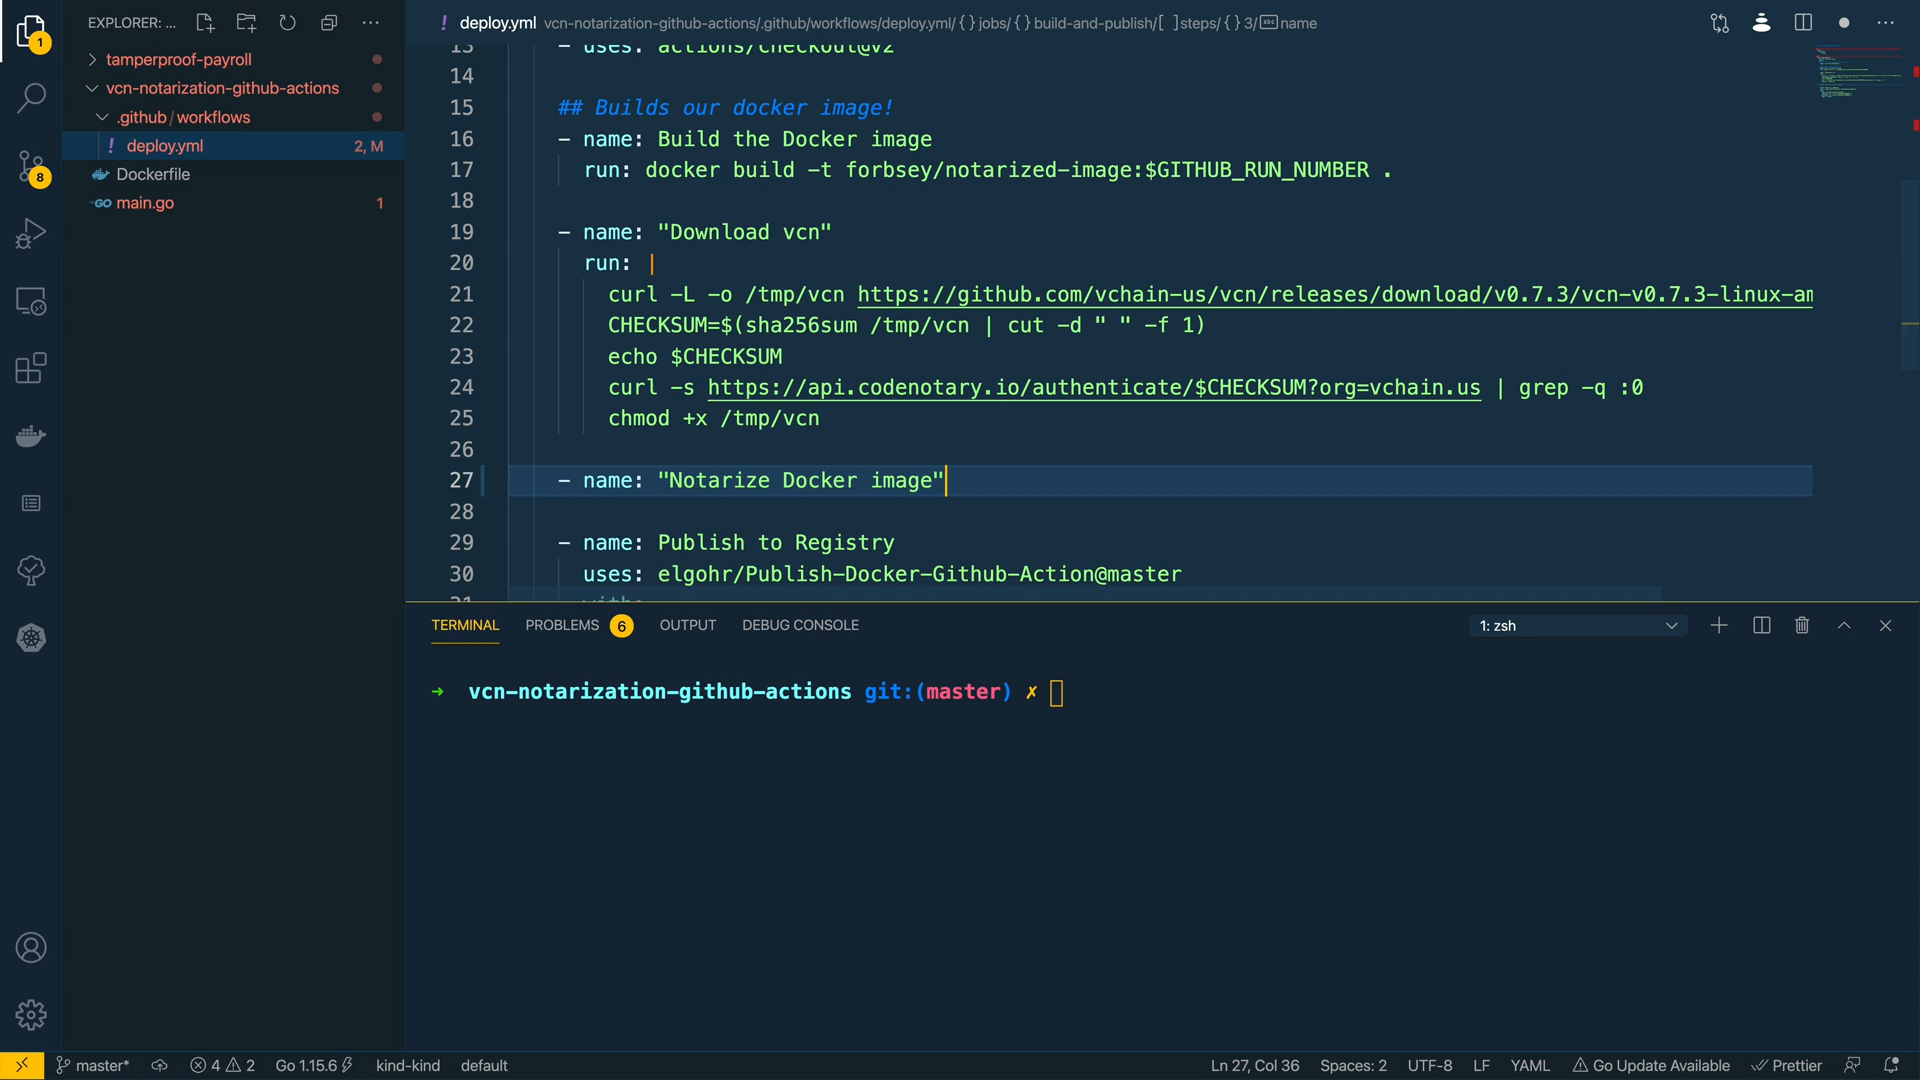 EXPLORER: ...
deploy.yml vcn-notarization-github-actions/.github/workflows/deploy.yml/{ }jobs/{ }build-and-publish/[ ]steps/{ }3/ abc name
1
tamperproof-payroll
vcn-notarization-github-actions
.github/workflows
! deploy.yml 2, M
Dockerfile
GO main.go 1
8
13 - uses: actions/checkout@v2
14
15 ## Builds our docker image!
16 - name: Build the Docker image
17 run: docker build -t forbsey/notarized-image:$GITHUB_RUN_NUMBER .
18
19 - name: "Download vcn"
20 run: |
21 curl -L -o /tmp/vcn https://github.com/vchain-us/vcn/releases/download/v0.7.3/vcn-v0.7.3-linux-am
22 CHECKSUM=$(sha256sum /tmp/vcn | cut -d " " -f 1)
23 echo $CHECKSUM
24 curl -s https://api.codenotary.io/authenticate/$CHECKSUM?org=vchain.us | grep -q :0
25 chmod +x /tmp/vcn
26
27 - name: "Notarize Docker image"
28
29 - name: Publish to Registry
30 uses: elgohr/Publish-Docker-Github-Action@master
31 with:
TERMINAL PROBLEMS 6 OUTPUT DEBUG CONSOLE 1: zsh
➜ vcn-notarization-github-actions git:(master) ✗
master* 4 2 Go 1.15.6 kind-kind default Ln 27, Col 36 Spaces: 2 UTF-8 LF YAML Go Update Available Prettier